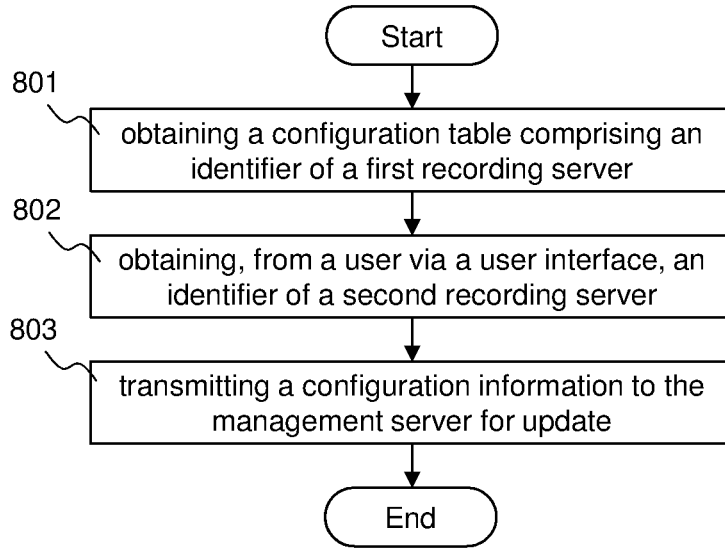 Start
801
obtaining a configuration table comprising an
identifier of a first recording server
802
obtaining, from a user via a user interface, an
identifier of a second recording server
803
transmitting a configuration information to the
management server for update
End